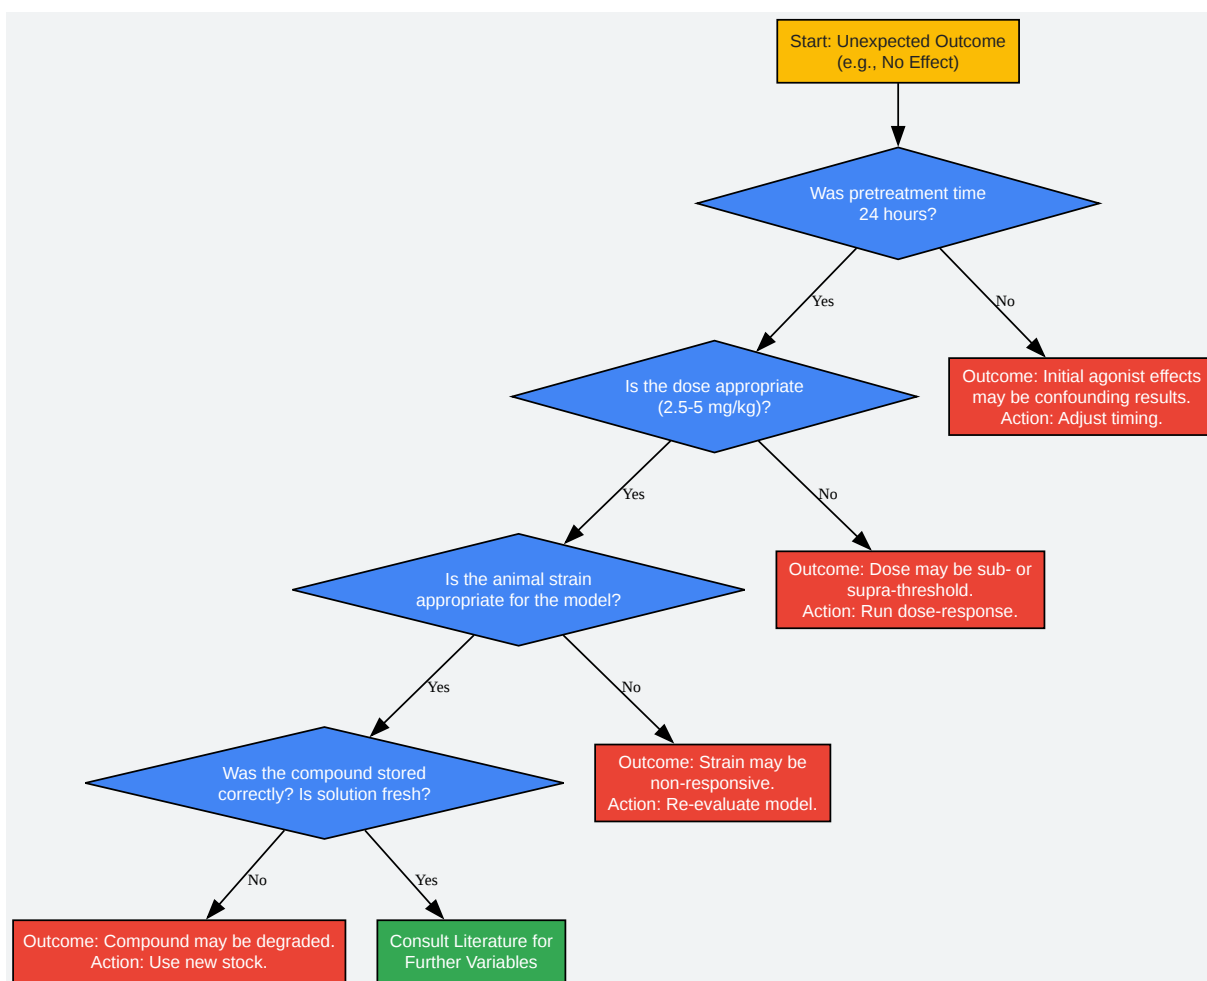 Start: Unexpected Outcome
(e.g., No Effect)
Was pretreatment time
24 hours?
Yes
No
Is the dose appropriate
(2.5-5 mg/kg)?
Outcome: Initial agonist effects
may be confounding results.
Action: Adjust timing.
Yes
No
Is the animal strain
appropriate for the model?
Outcome: Dose may be sub- or
supra-threshold.
Action: Run dose-response.
Yes
No
Was the compound stored
correctly? Is solution fresh?
Outcome: Strain may be
non-responsive.
Action: Re-evaluate model.
No
Yes
Outcome: Compound may be degraded.
Action: Use new stock.
Consult Literature for
Further Variables